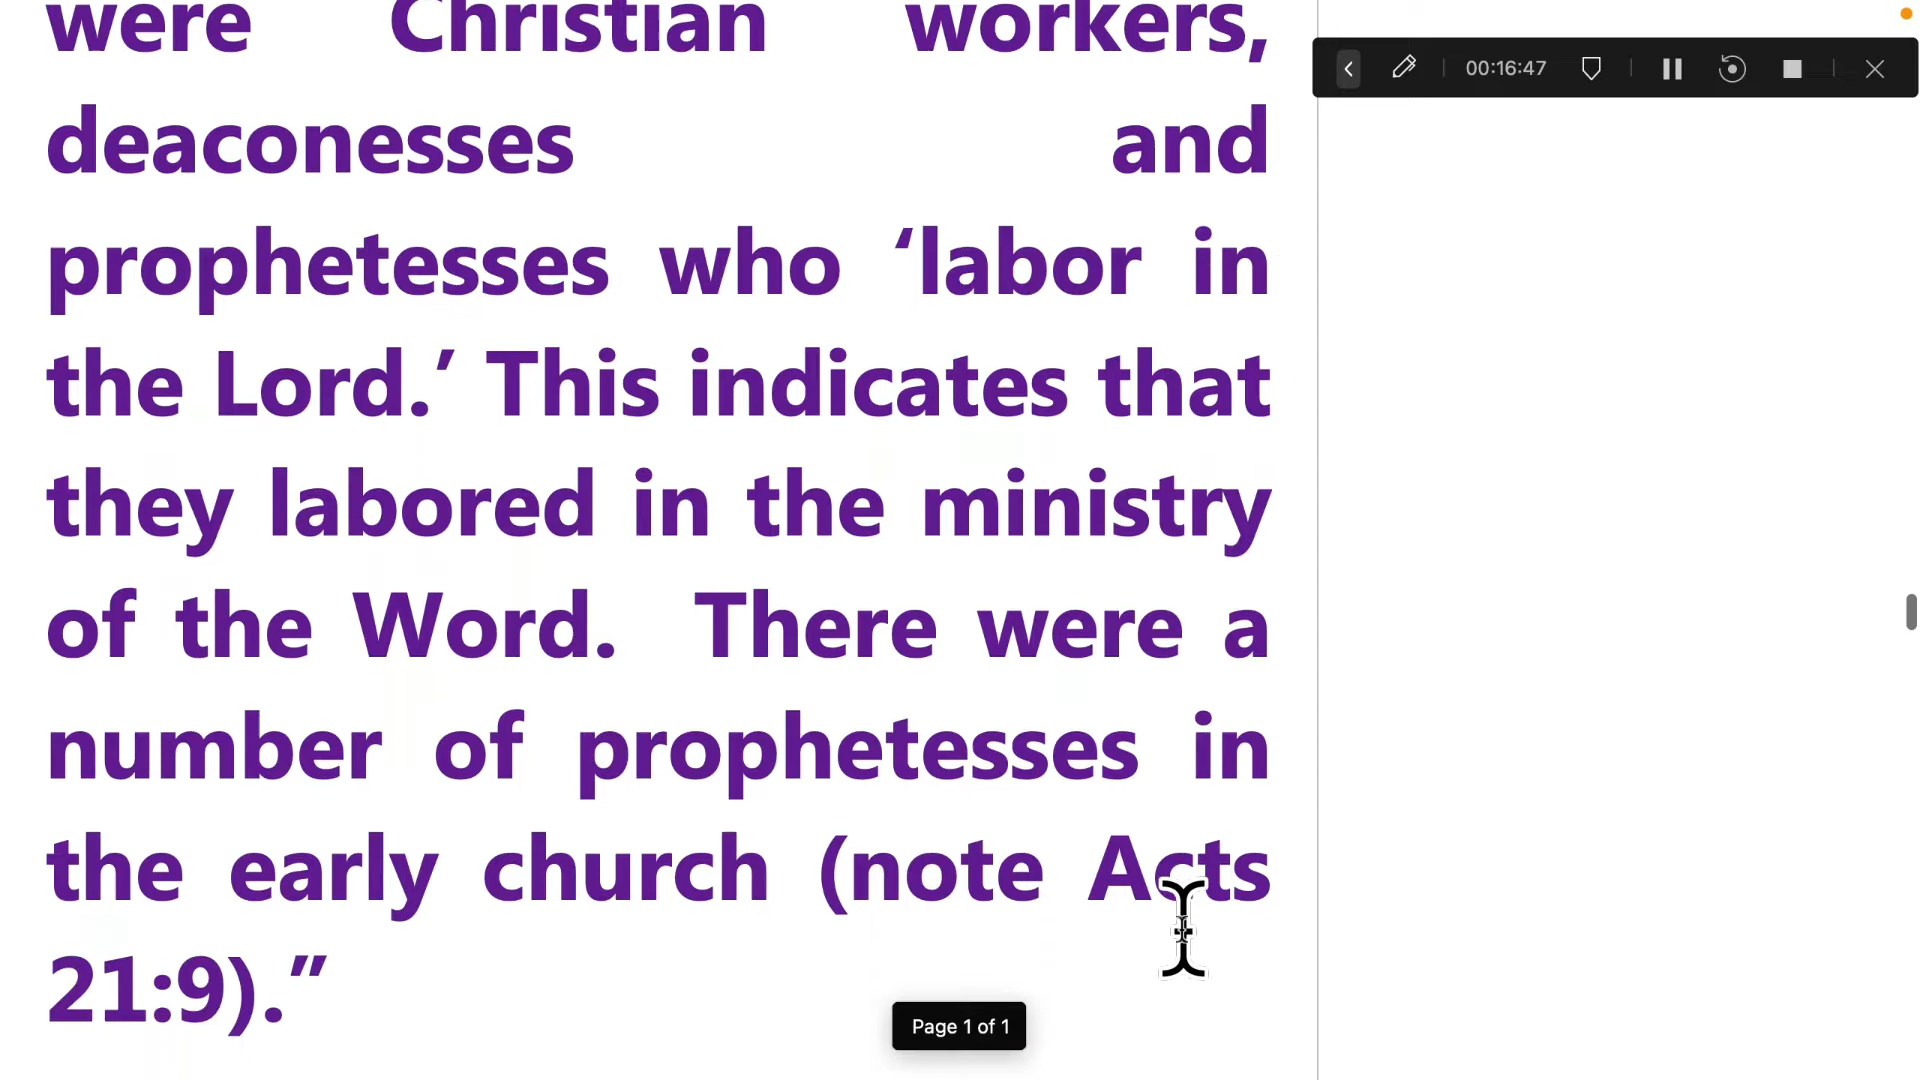 were Christian workers,
00:16:47
deaconesses and
prophetesses who ‘labor in
the Lord.’ This indicates that
they labored in the ministry
of the Word. There were a
number of prophetesses in
the early church (note Acts
21:9).”
Page 1 of 1